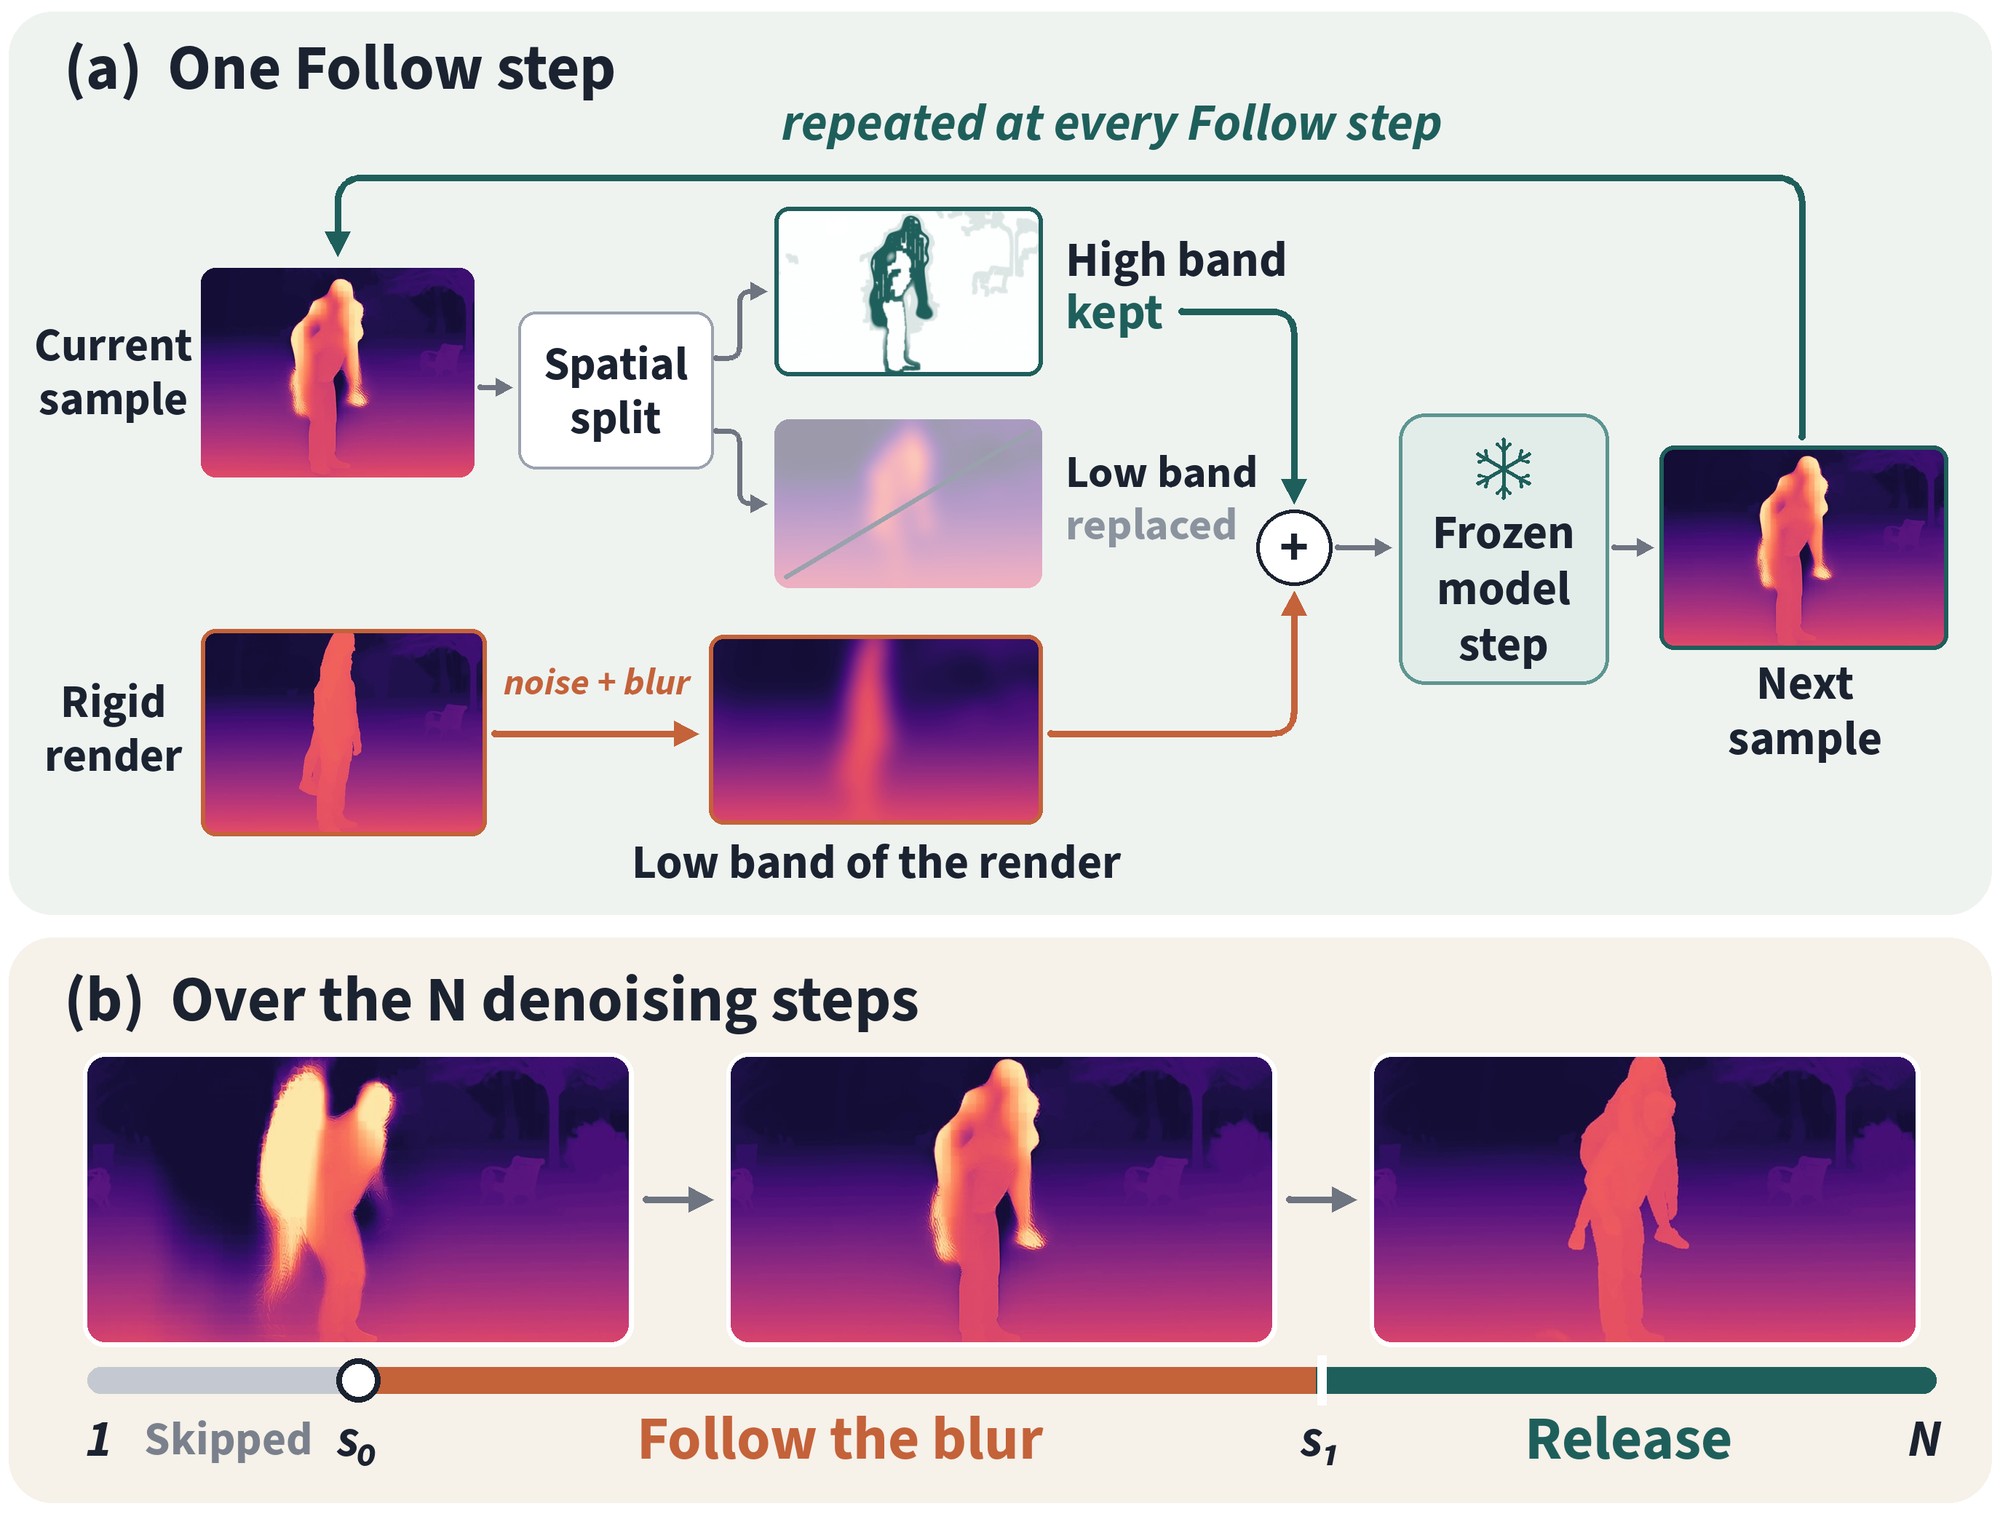 (a) One Follow step
repeated at every Follow step
Current
sample
Spatial
split
High band
kept
Low band
replaced
+
Frozen
model
step
Next
sample
Rigid
render
noise + blur
Low band of the render
(b) Over the N denoising steps
1 Skipped s₀ Follow the blur s₁ Release N